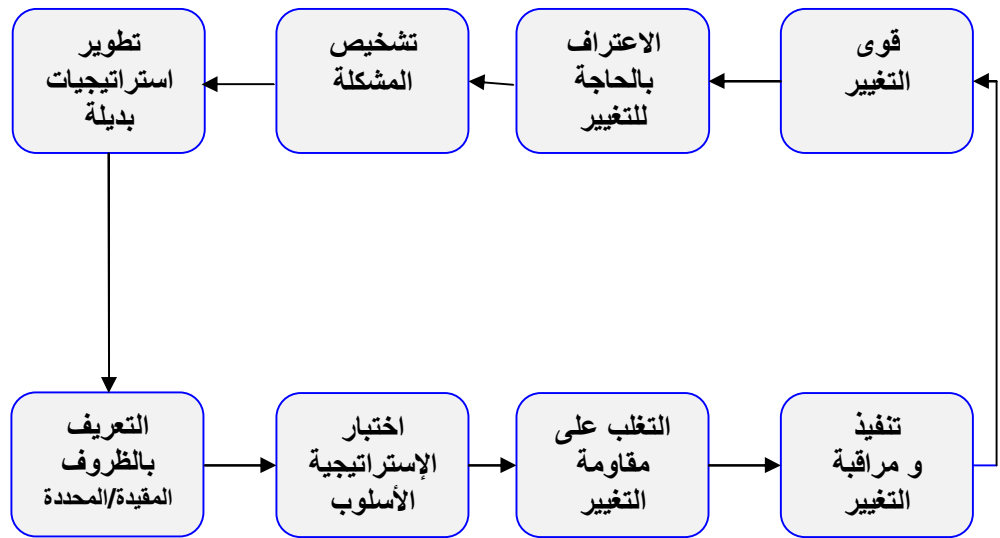 قوى
التغيير
الاعتراف
بالحاجة
للتغيير
تشخيص
المشكلة
تطوير
استراتيجيات
بديلة
التعريف
بالظروف
المقيدة/المحددة
اختبار
الإستراتيجية
الأسلوب
التغلب على
مقاومة
التغيير
تنفيذ
و مراقبة
التغيير